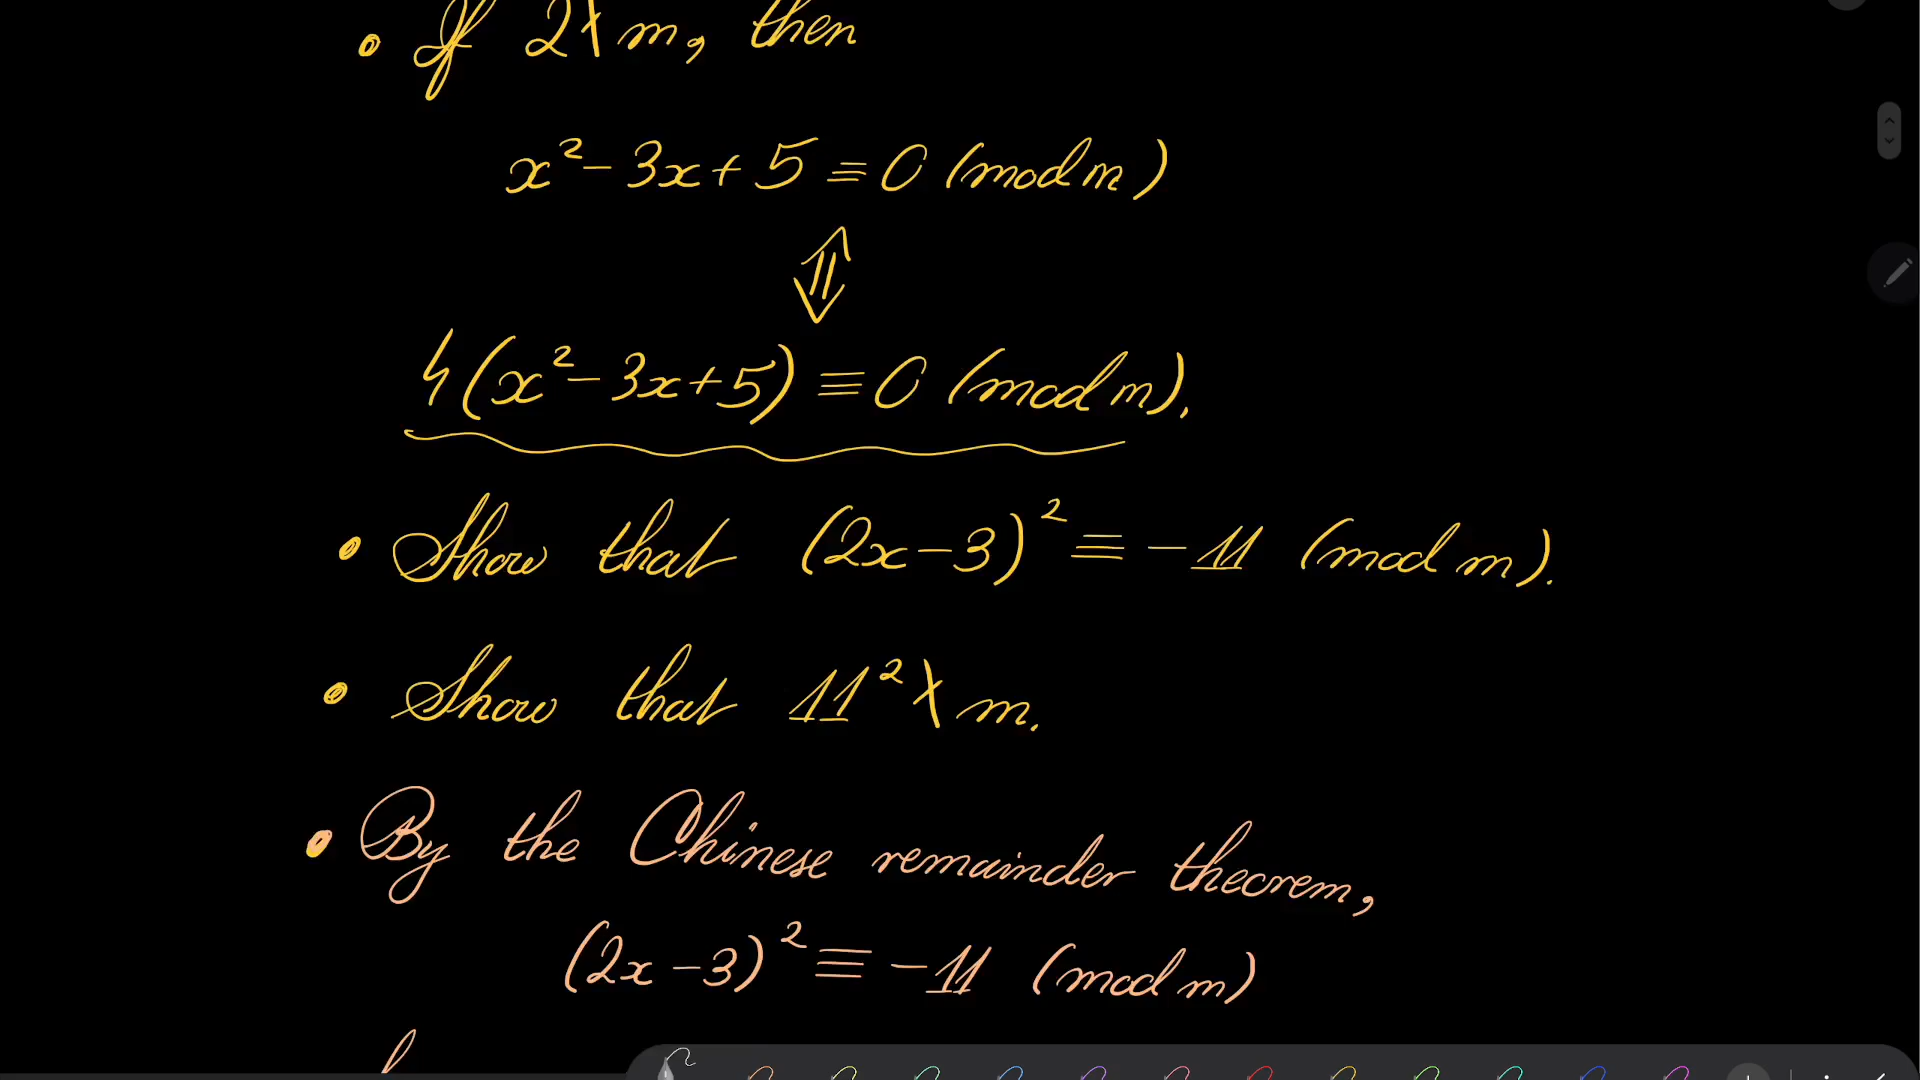 • If 2∤m, then
x² - 3x + 5 ≡ 0 (mod m)
⇕
4(x² - 3x + 5) ≡ 0 (mod m).
• Show that (2x - 3)² ≡ -11 (mod m).
• Show that 11² ∤ m.
• By the Chinese remainder theorem,
(2x - 3)² ≡ -11 (mod m)